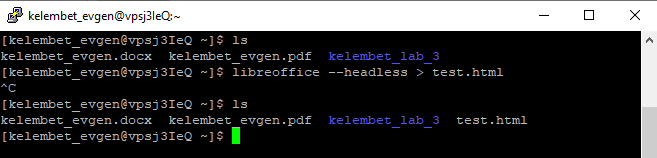 kelembet_evgen@vpsj3IeQ:~
[kelembet_evgen@vpsj3IeQ ~]$ ls
kelembet_evgen.docx  kelembet_evgen.pdf  kelembet_lab_3
[kelembet_evgen@vpsj3IeQ ~]$ libreoffice --headless > test.html
^C
[kelembet_evgen@vpsj3IeQ ~]$ ls
kelembet_evgen.docx  kelembet_evgen.pdf  kelembet_lab_3  test.html
[kelembet_evgen@vpsj3IeQ ~]$